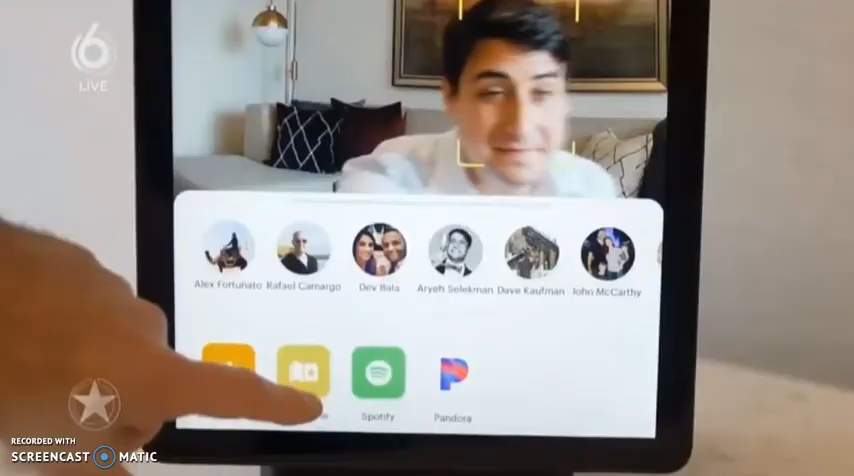 6
LIVE
Alex Fortunato Rafael Camargo Dev Bala Aryeh Selekman Dave Kaufman John McCarthy
Spotify Pandora
RECORDED WITH
SCREENCAST MATIC